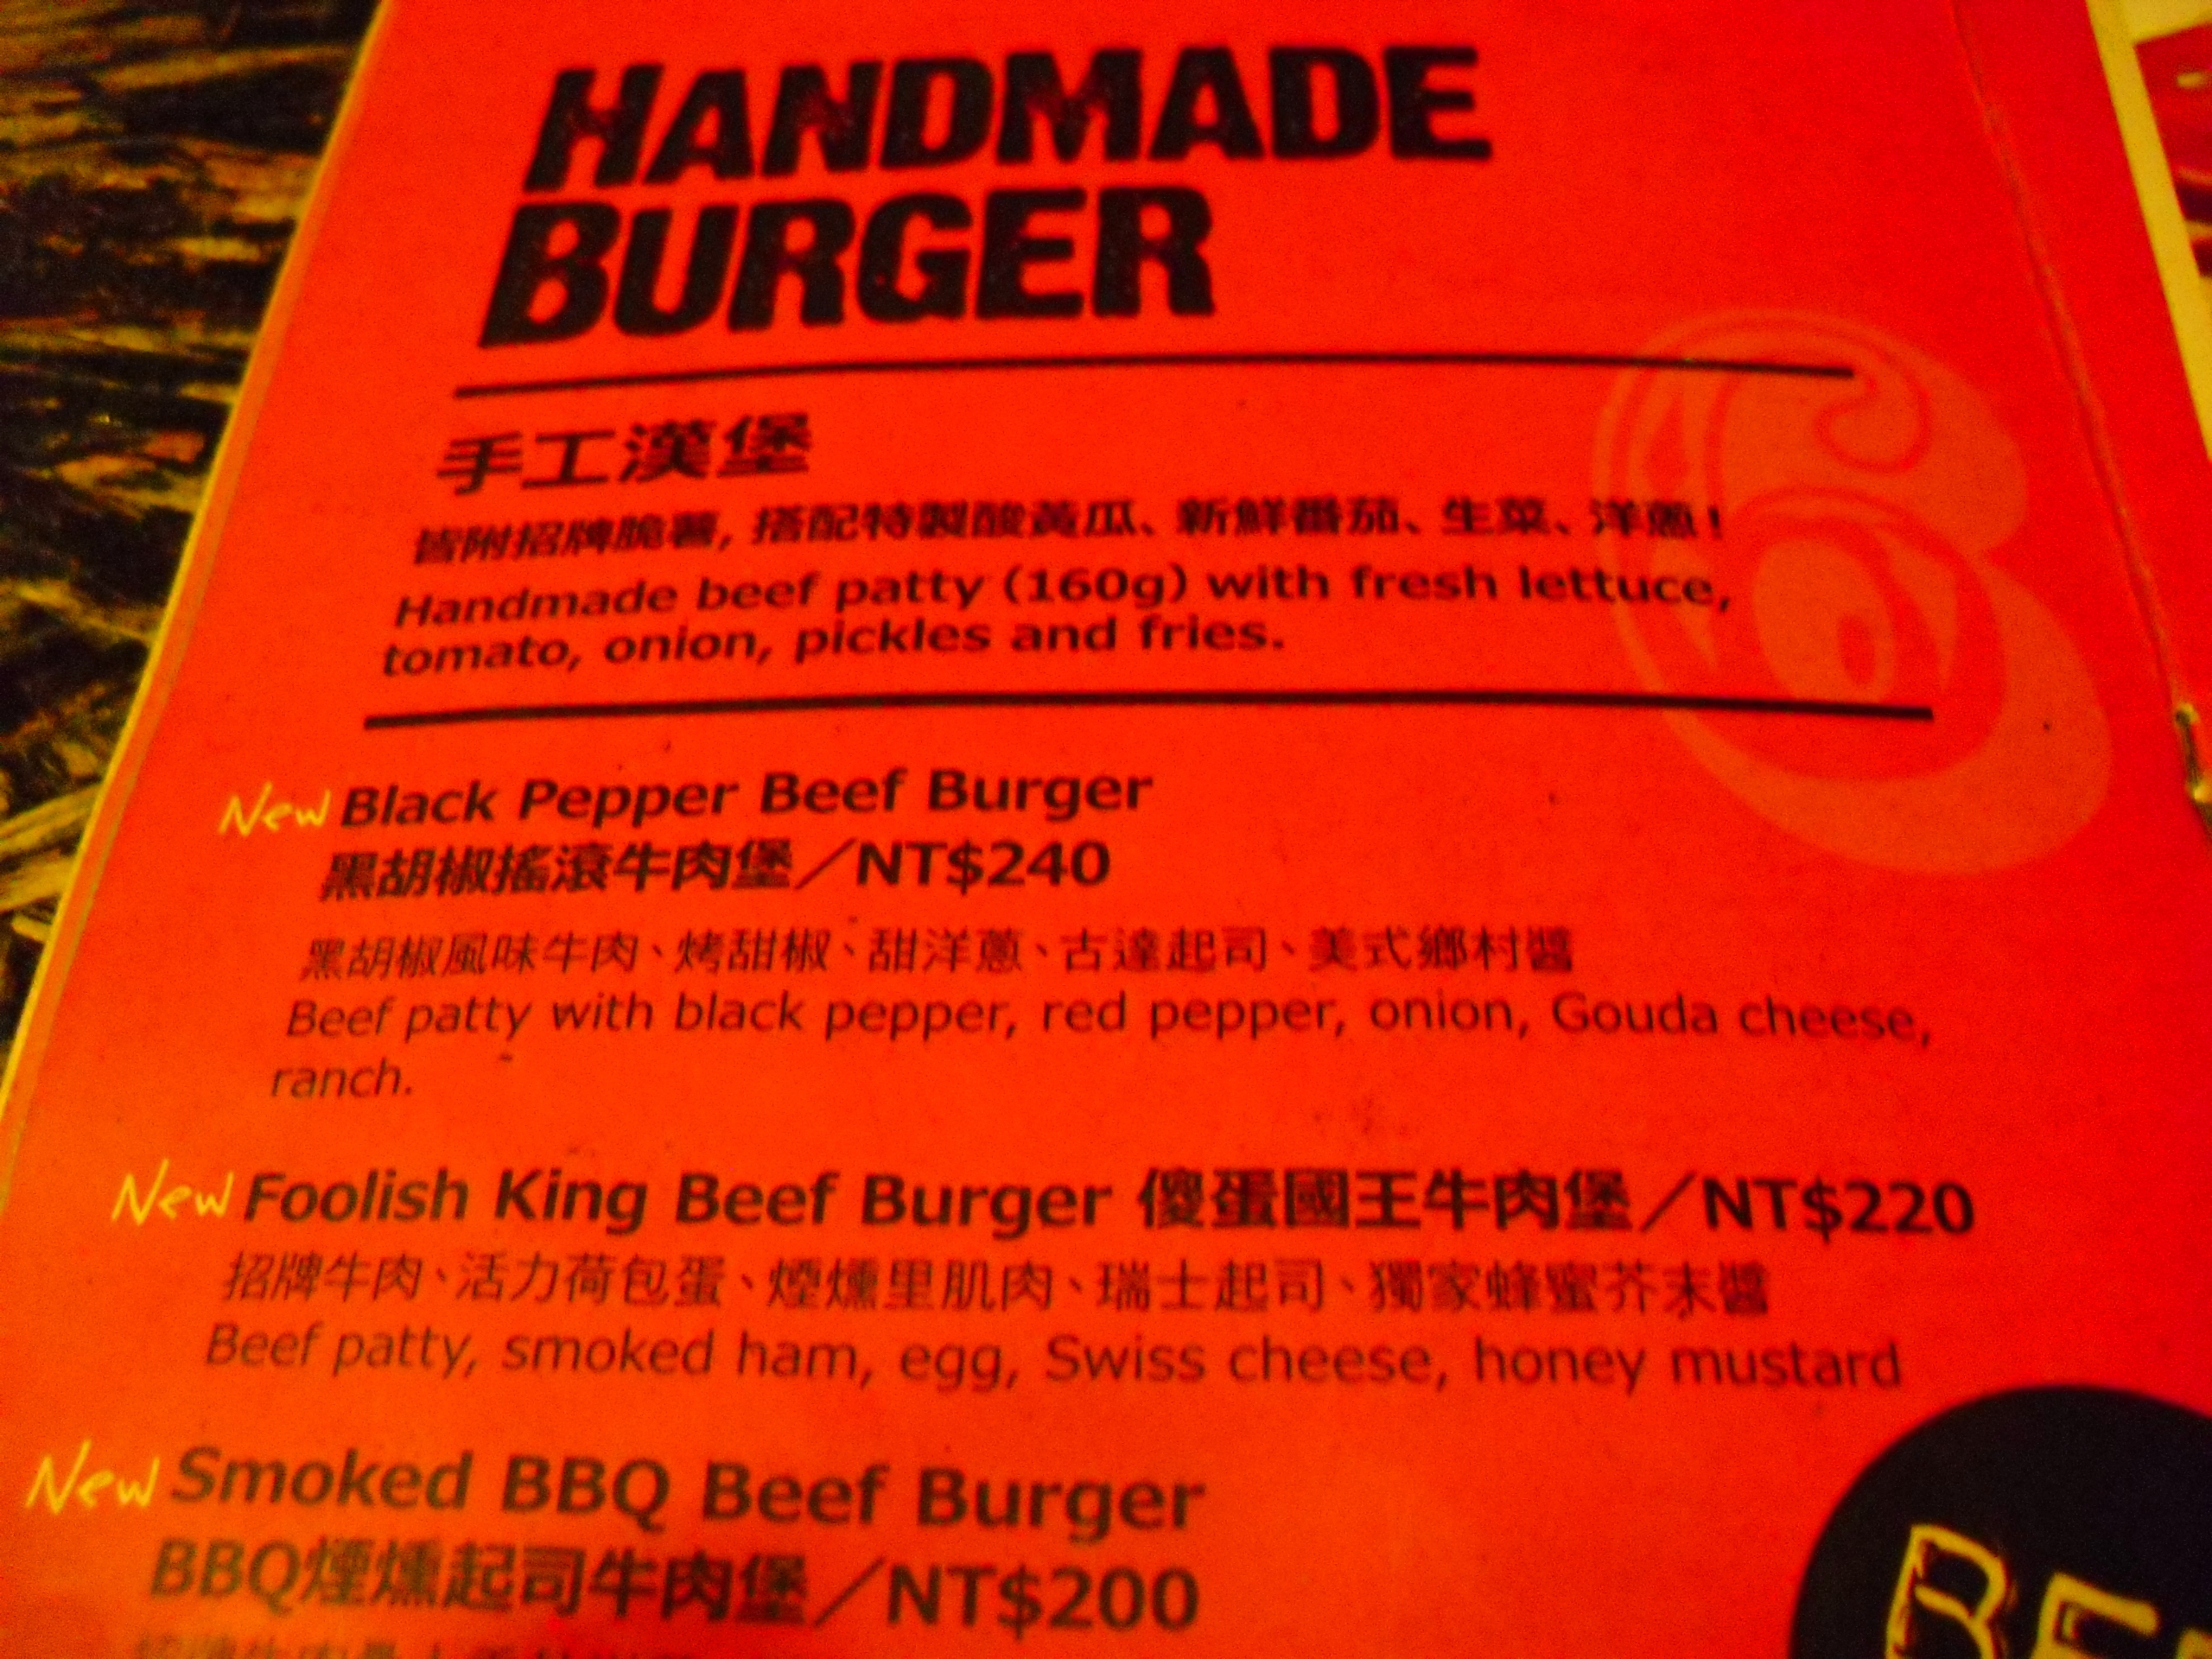 HANDMADE
BURGER
手工漢堡
皆附招牌脆薯, 搭配特製酸黃瓜、新鮮番茄、生菜、洋蔥!
Handmade beef patty (160g) with fresh lettuce,
tomato, onion, pickles and fries.
New Black Pepper Beef Burger
黑胡椒搖滾牛肉堡／NT$240
黑胡椒風味牛肉、烤甜椒、甜洋蔥、古達起司、美式鄉村醬
Beef patty with black pepper, red pepper, onion, Gouda cheese,
ranch.
New Foolish King Beef Burger 傻蛋國王牛肉堡／NT$220
招牌牛肉、活力荷包蛋、煙燻里肌肉、瑞士起司、獨家蜂蜜芥末醬
Beef patty, smoked ham, egg, Swiss cheese, honey mustard
New Smoked BBQ Beef Burger
BBQ煙燻起司牛肉堡／NT$200